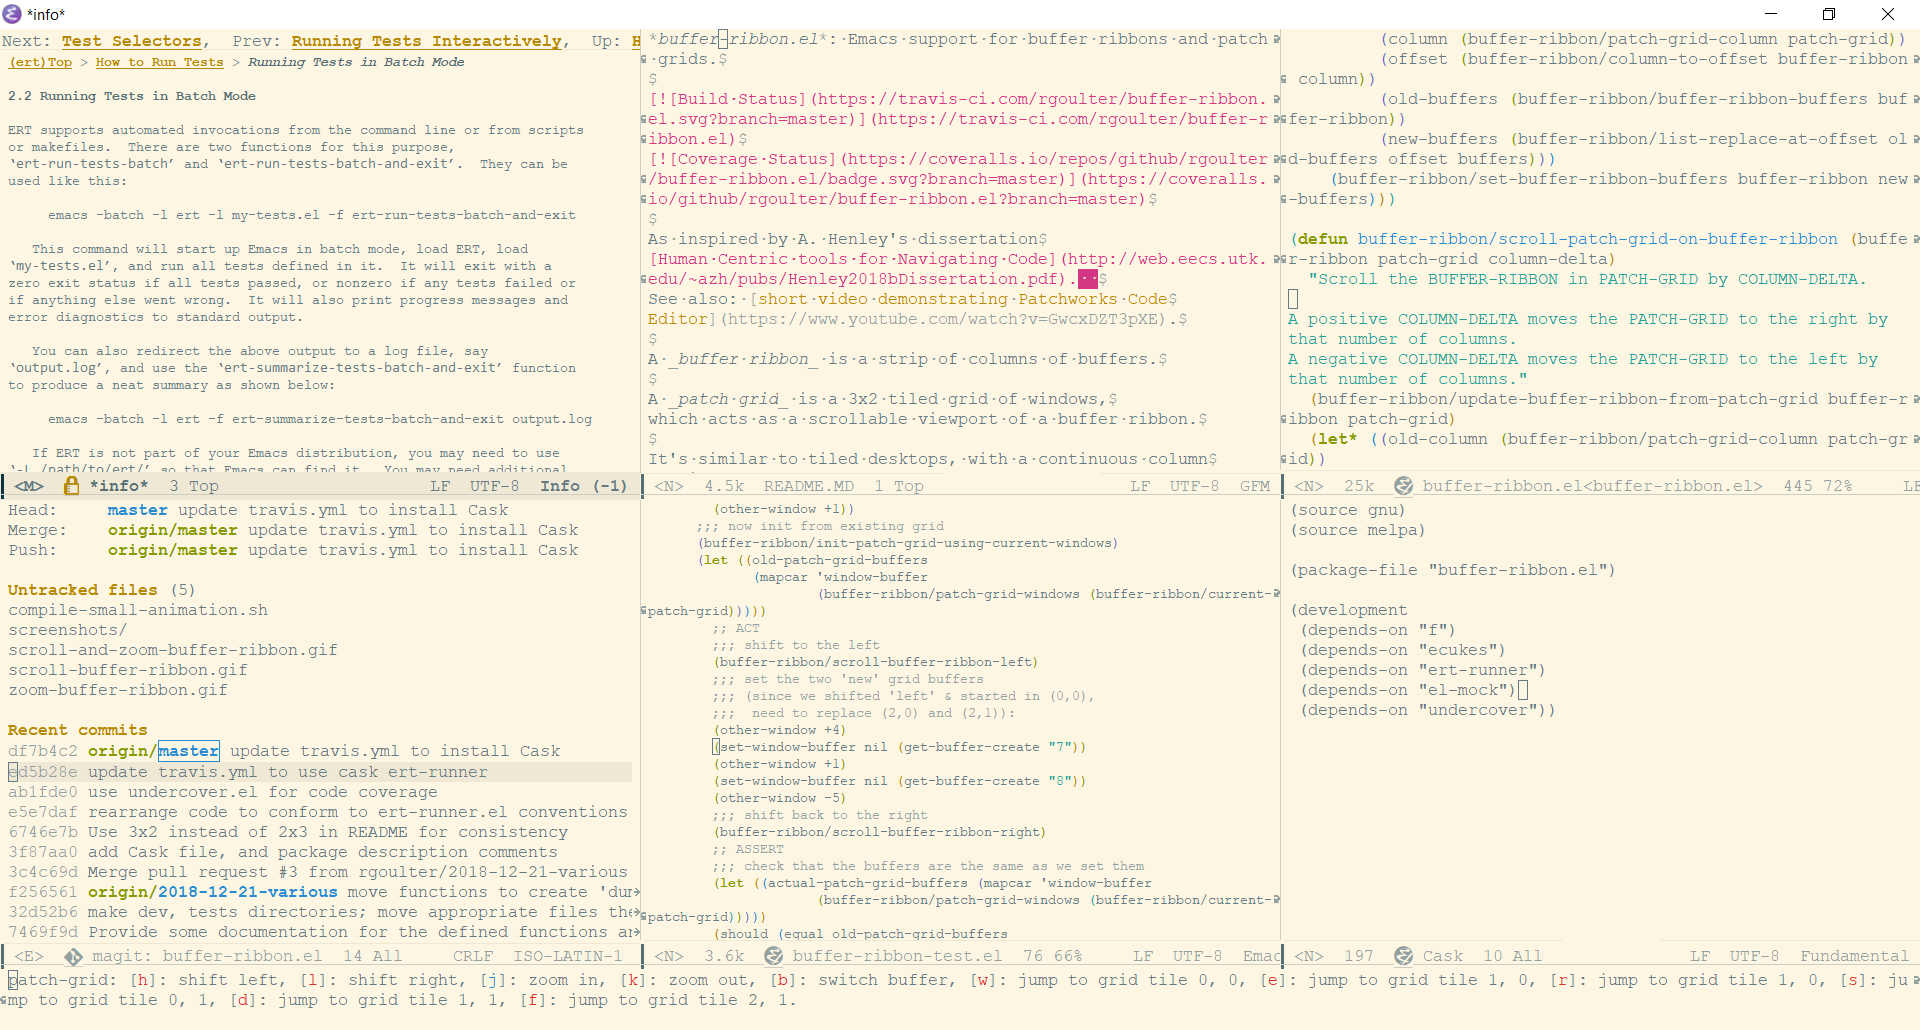 *info*
Next: Test Selectors,  Prev: Running Tests Interactively,  Up: H
(ert)Top > How to Run Tests > Running Tests in Batch Mode
2.2 Running Tests in Batch Mode
ERT supports automated invocations from the command line or from scripts
or makefiles.  There are two functions for this purpose,
‘ert-run-tests-batch’ and ‘ert-run-tests-batch-and-exit’.  They can be
used like this:
emacs -batch -l ert -l my-tests.el -f ert-run-tests-batch-and-exit
This command will start up Emacs in batch mode, load ERT, load
‘my-tests.el’, and run all tests defined in it.  It will exit with a
zero exit status if all tests passed, or nonzero if any tests failed or
if anything else went wrong.  It will also print progress messages and
error diagnostics to standard output.
You can also redirect the above output to a log file, say
‘output.log’, and use the ‘ert-summarize-tests-batch-and-exit’ function
to produce a neat summary as shown below:
emacs -batch -l ert -f ert-summarize-tests-batch-and-exit output.log
If ERT is not part of your Emacs distribution, you may need to use
‘-L /path/to/ert/’ so that Emacs can find it.  You may need additional
<M> *info* 3 Top LF UTF-8 Info (-1)
*buffer-ribbon.el*:·Emacs·support·for·buffer·ribbons·and·patch
·grids.$
$
[![Build·Status](https://travis-ci.com/rgoulter/buffer-ribbon.
el.svg?branch=master)](https://travis-ci.com/rgoulter/buffer-r
ibbon.el)$
[![Coverage·Status](https://coveralls.io/repos/github/rgoulter
/buffer-ribbon.el/badge.svg?branch=master)](https://coveralls.
io/github/rgoulter/buffer-ribbon.el?branch=master)$
$
As·inspired·by·A.·Henley's·dissertation$
[Human·Centric·tools·for·Navigating·Code](http://web.eecs.utk.
edu/~azh/pubs/Henley2018bDissertation.pdf).··$
See·also:·[short·video·demonstrating·Patchworks·Code$
Editor](https://www.youtube.com/watch?v=GwcxDZT3pXE).$
$
A·_buffer·ribbon_·is·a·strip·of·columns·of·buffers.$
$
A·_patch·grid_·is·a·3x2·tiled·grid·of·windows,$
which·acts·as·a·scrollable·viewport·of·a·buffer·ribbon.$
$
It's·similar·to·tiled·desktops,·with·a·continuous·column$
<N> 4.5k README.MD 1 Top LF UTF-8 GFM
(column (buffer-ribbon/patch-grid-column patch-grid))
(offset (buffer-ribbon/column-to-offset buffer-ribbon
column))
(old-buffers (buffer-ribbon/buffer-ribbon-buffers buf
fer-ribbon))
(new-buffers (buffer-ribbon/list-replace-at-offset ol
d-buffers offset buffers)))
(buffer-ribbon/set-buffer-ribbon-buffers buffer-ribbon new
-buffers)))
(defun buffer-ribbon/scroll-patch-grid-on-buffer-ribbon (buffe
r-ribbon patch-grid column-delta)
"Scroll the BUFFER-RIBBON in PATCH-GRID by COLUMN-DELTA.
A positive COLUMN-DELTA moves the PATCH-GRID to the right by
that number of columns.
A negative COLUMN-DELTA moves the PATCH-GRID to the left by
that number of columns."
(buffer-ribbon/update-buffer-ribbon-from-patch-grid buffer-r
ibbon patch-grid)
(let* ((old-column (buffer-ribbon/patch-grid-column patch-gr
id))
<N> 25k buffer-ribbon.el<buffer-ribbon.el> 445 72% LF
Head:     master update travis.yml to install Cask
Merge:    origin/master update travis.yml to install Cask
Push:     origin/master update travis.yml to install Cask
Untracked files (5)
compile-small-animation.sh
screenshots/
scroll-and-zoom-buffer-ribbon.gif
scroll-buffer-ribbon.gif
zoom-buffer-ribbon.gif
Recent commits
df7b4c2 origin/master update travis.yml to install Cask
ed5b28e update travis.yml to use cask ert-runner
ab1fde0 use undercover.el for code coverage
e5e7daf rearrange code to conform to ert-runner.el conventions
6746e7b Use 3x2 instead of 2x3 in README for consistency
3f87aa0 add Cask file, and package description comments
3c4c69d Merge pull request #3 from rgoulter/2018-12-21-various
f256561 origin/2018-12-21-various move functions to create 'dum
32d52b6 make dev, tests directories; move appropriate files the
7469f9d Provide some documentation for the defined functions an
<E> magit: buffer-ribbon.el 14 All CRLF ISO-LATIN-1
(other-window +1))
;;; now init from existing grid
(buffer-ribbon/init-patch-grid-using-current-windows)
(let ((old-patch-grid-buffers
(mapcar 'window-buffer
(buffer-ribbon/patch-grid-windows (buffer-ribbon/current-
patch-grid)))))
;; ACT
;;; shift to the left
(buffer-ribbon/scroll-buffer-ribbon-left)
;;; set the two 'new' grid buffers
;;; (since we shifted 'left' & started in (0,0),
;;;  need to replace (2,0) and (2,1)):
(other-window +4)
(set-window-buffer nil (get-buffer-create "7"))
(other-window +1)
(set-window-buffer nil (get-buffer-create "8"))
(other-window -5)
;;; shift back to the right
(buffer-ribbon/scroll-buffer-ribbon-right)
;; ASSERT
;;; check that the buffers are the same as we set them
(let ((actual-patch-grid-buffers (mapcar 'window-buffer
(buffer-ribbon/patch-grid-windows (buffer-ribbon/current-
patch-grid)))))
(should (equal old-patch-grid-buffers
<N> 3.6k buffer-ribbon-test.el 76 66% LF UTF-8 Emac
(source gnu)
(source melpa)
(package-file "buffer-ribbon.el")
(development
(depends-on "f")
(depends-on "ecukes")
(depends-on "ert-runner")
(depends-on "el-mock")
(depends-on "undercover"))
<N> 197 Cask 10 All LF UTF-8 Fundamental
patch-grid: [h]: shift left, [l]: shift right, [j]: zoom in, [k]: zoom out, [b]: switch buffer, [w]: jump to grid tile 0, 0, [e]: jump to grid tile 1, 0, [r]: jump to grid tile 1, 0, [s]: ju
mp to grid tile 0, 1, [d]: jump to grid tile 1, 1, [f]: jump to grid tile 2, 1.